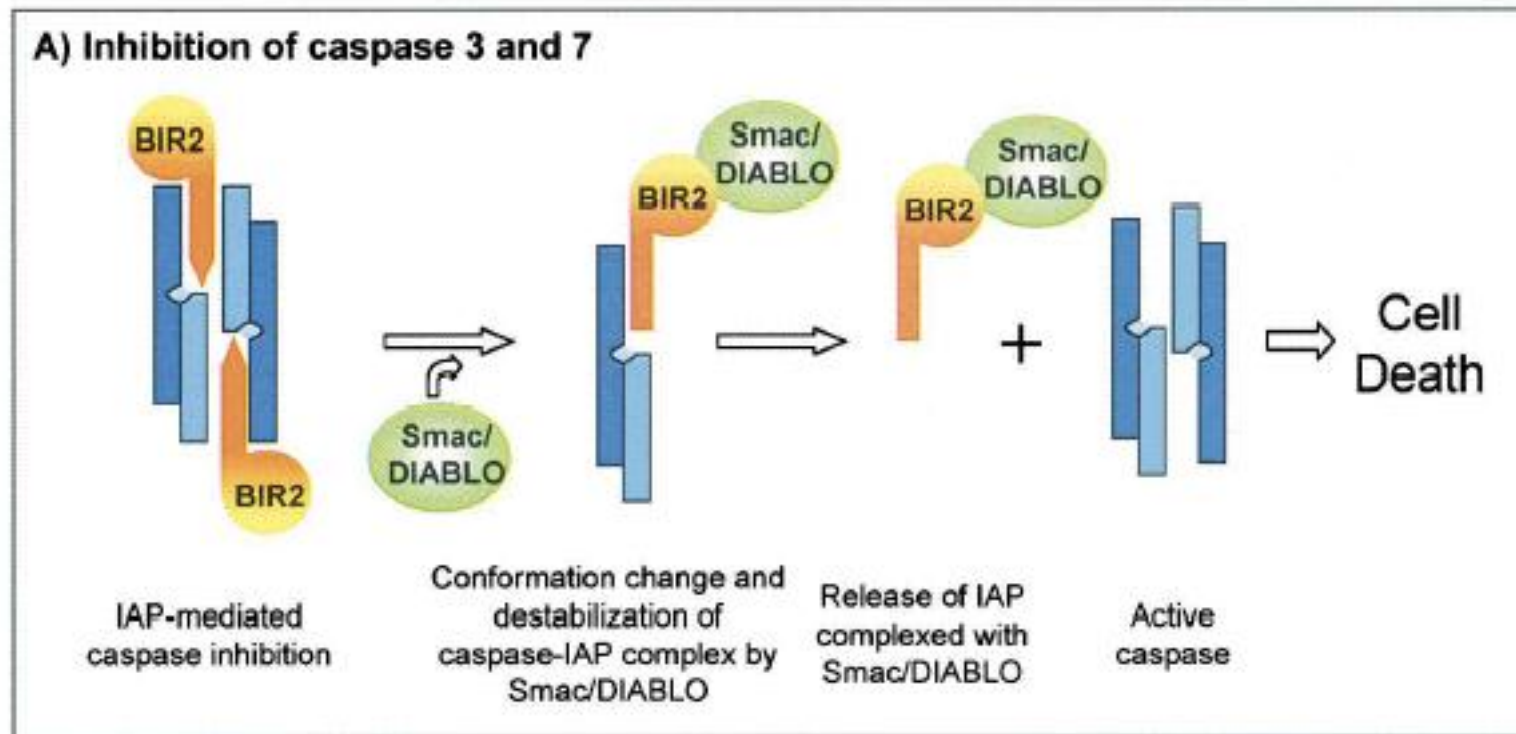 A) Inhibition of caspase 3 and 7
BIR2
BIR2
Smac/
DIABLO
BIR2
Smac/
DIABLO
BIR2
Smac/
DIABLO
+
Cell
Death
IAP-mediated
caspase inhibition
Conformation change and
destabilization of
caspase-IAP complex by
Smac/DIABLO
Release of IAP
complexed with
Smac/DIABLO
Active
caspase